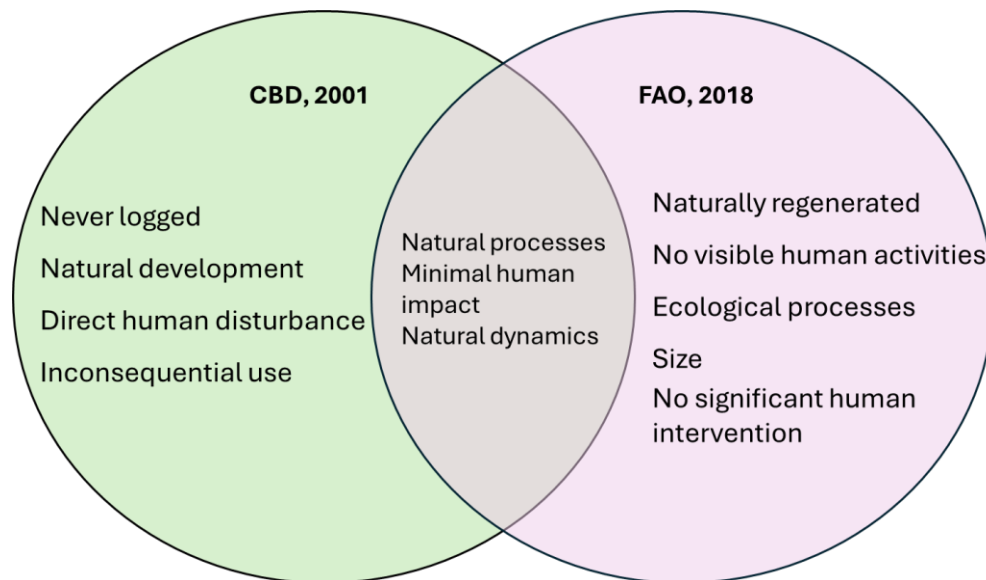 CBD, 2001
Never logged
Natural development
Direct human disturbance
Inconsequential use
Natural processes
Minimal human
impact
Natural dynamics
FAO, 2018
Naturally regenerated
No visible human activities
Ecological processes
Size
No significant human
intervention